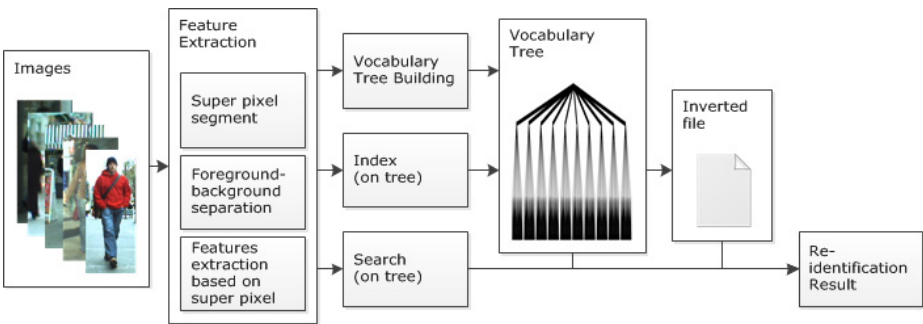 Images
Feature
Extraction
Super pixel
segment
Foreground-
background
separation
Features
extraction
based on
super pixel
Vocabulary
Tree Building
Index
(on tree)
Search
(on tree)
Vocabulary
Tree
Inverted
file
Re-
identification
Result